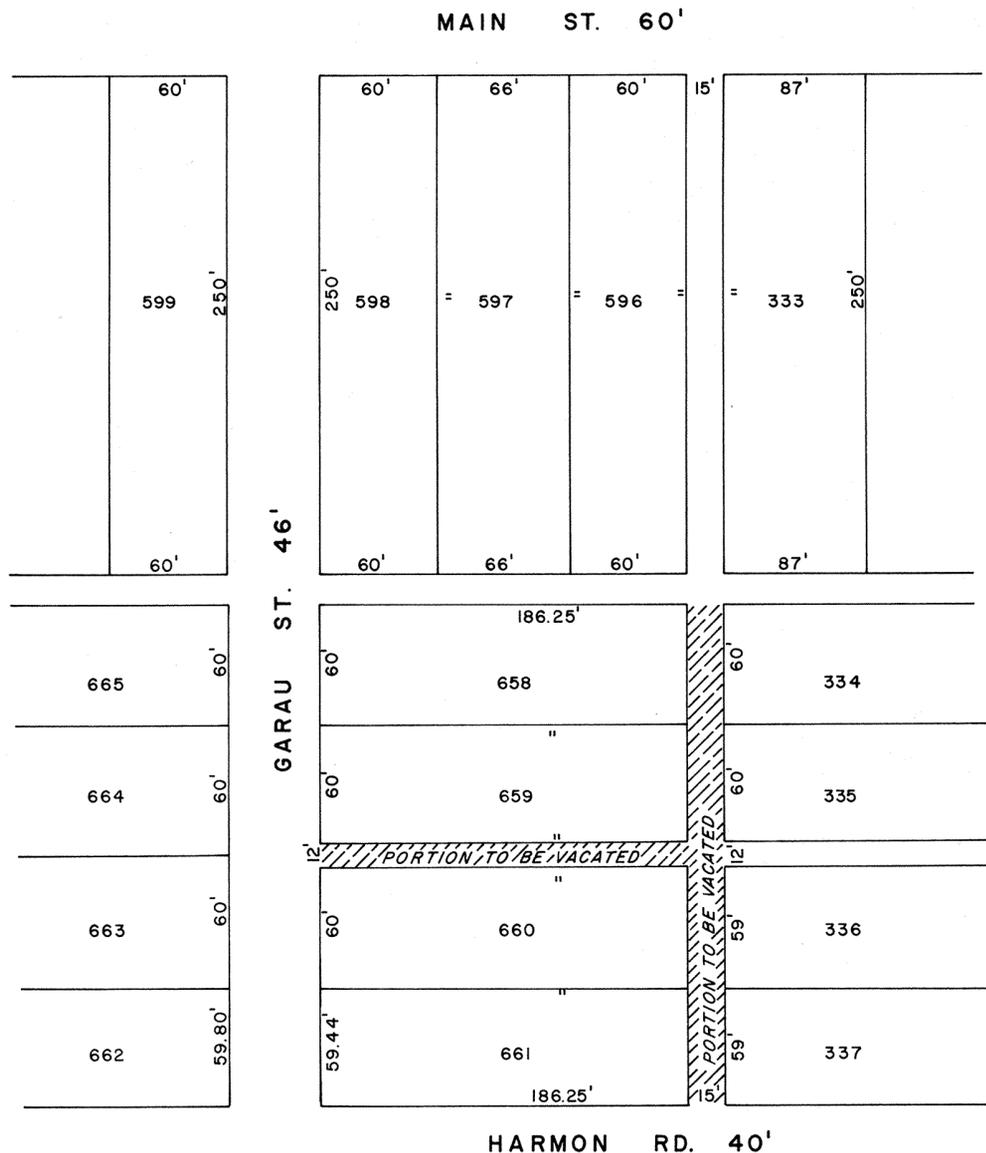 MAIN ST. 60'
60' 60' 66' 60' 15' 87'
599 250' 250' 598 " 597 " 596 " " 333 250'
60' 60' 66' 60' 87'
GARAU ST. 46'
186.25'
665 60' 60' 658 60' 334
"
664 60' 60' 659 60' 335
"
12' PORTION TO BE VACATED 12'
"
PORTION TO BE VACATED
663 60' 60' 660 59' 336
"
662 59.80' 59.44' 661 59' 337
186.25' 15'
HARMON RD. 40'